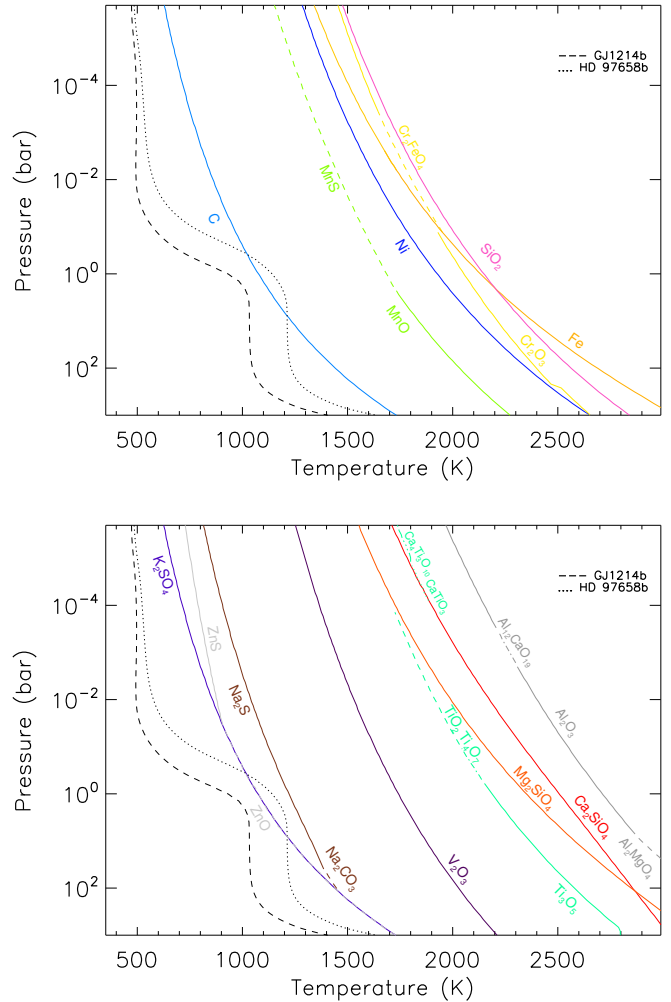 GJ1214b
HD 97658b
10⁻⁴
10⁻²
10⁰
10²
Pressure (bar)
C
MnS
MnO
Ni
Cr₂FeO₄
SiO₂
Cr₂O₃
Fe
500 1000 1500 2000 2500
Temperature (K)
GJ1214b
HD 97658b
10⁻⁴
10⁻²
10⁰
10²
Pressure (bar)
K₂SO₄
ZnS
Na₂S
ZnO
Na₂CO₃
V₂O₃
Ca₄Ti₃O₁₀ CaTiO₃
TiO₂ Ti₄O₇
Mg₂SiO₄
Ti₃O₅
Ca₂SiO₄
Al₁₂CaO₁₉
Al₂O₃
Al₂MgO₄
500 1000 1500 2000 2500
Temperature (K)